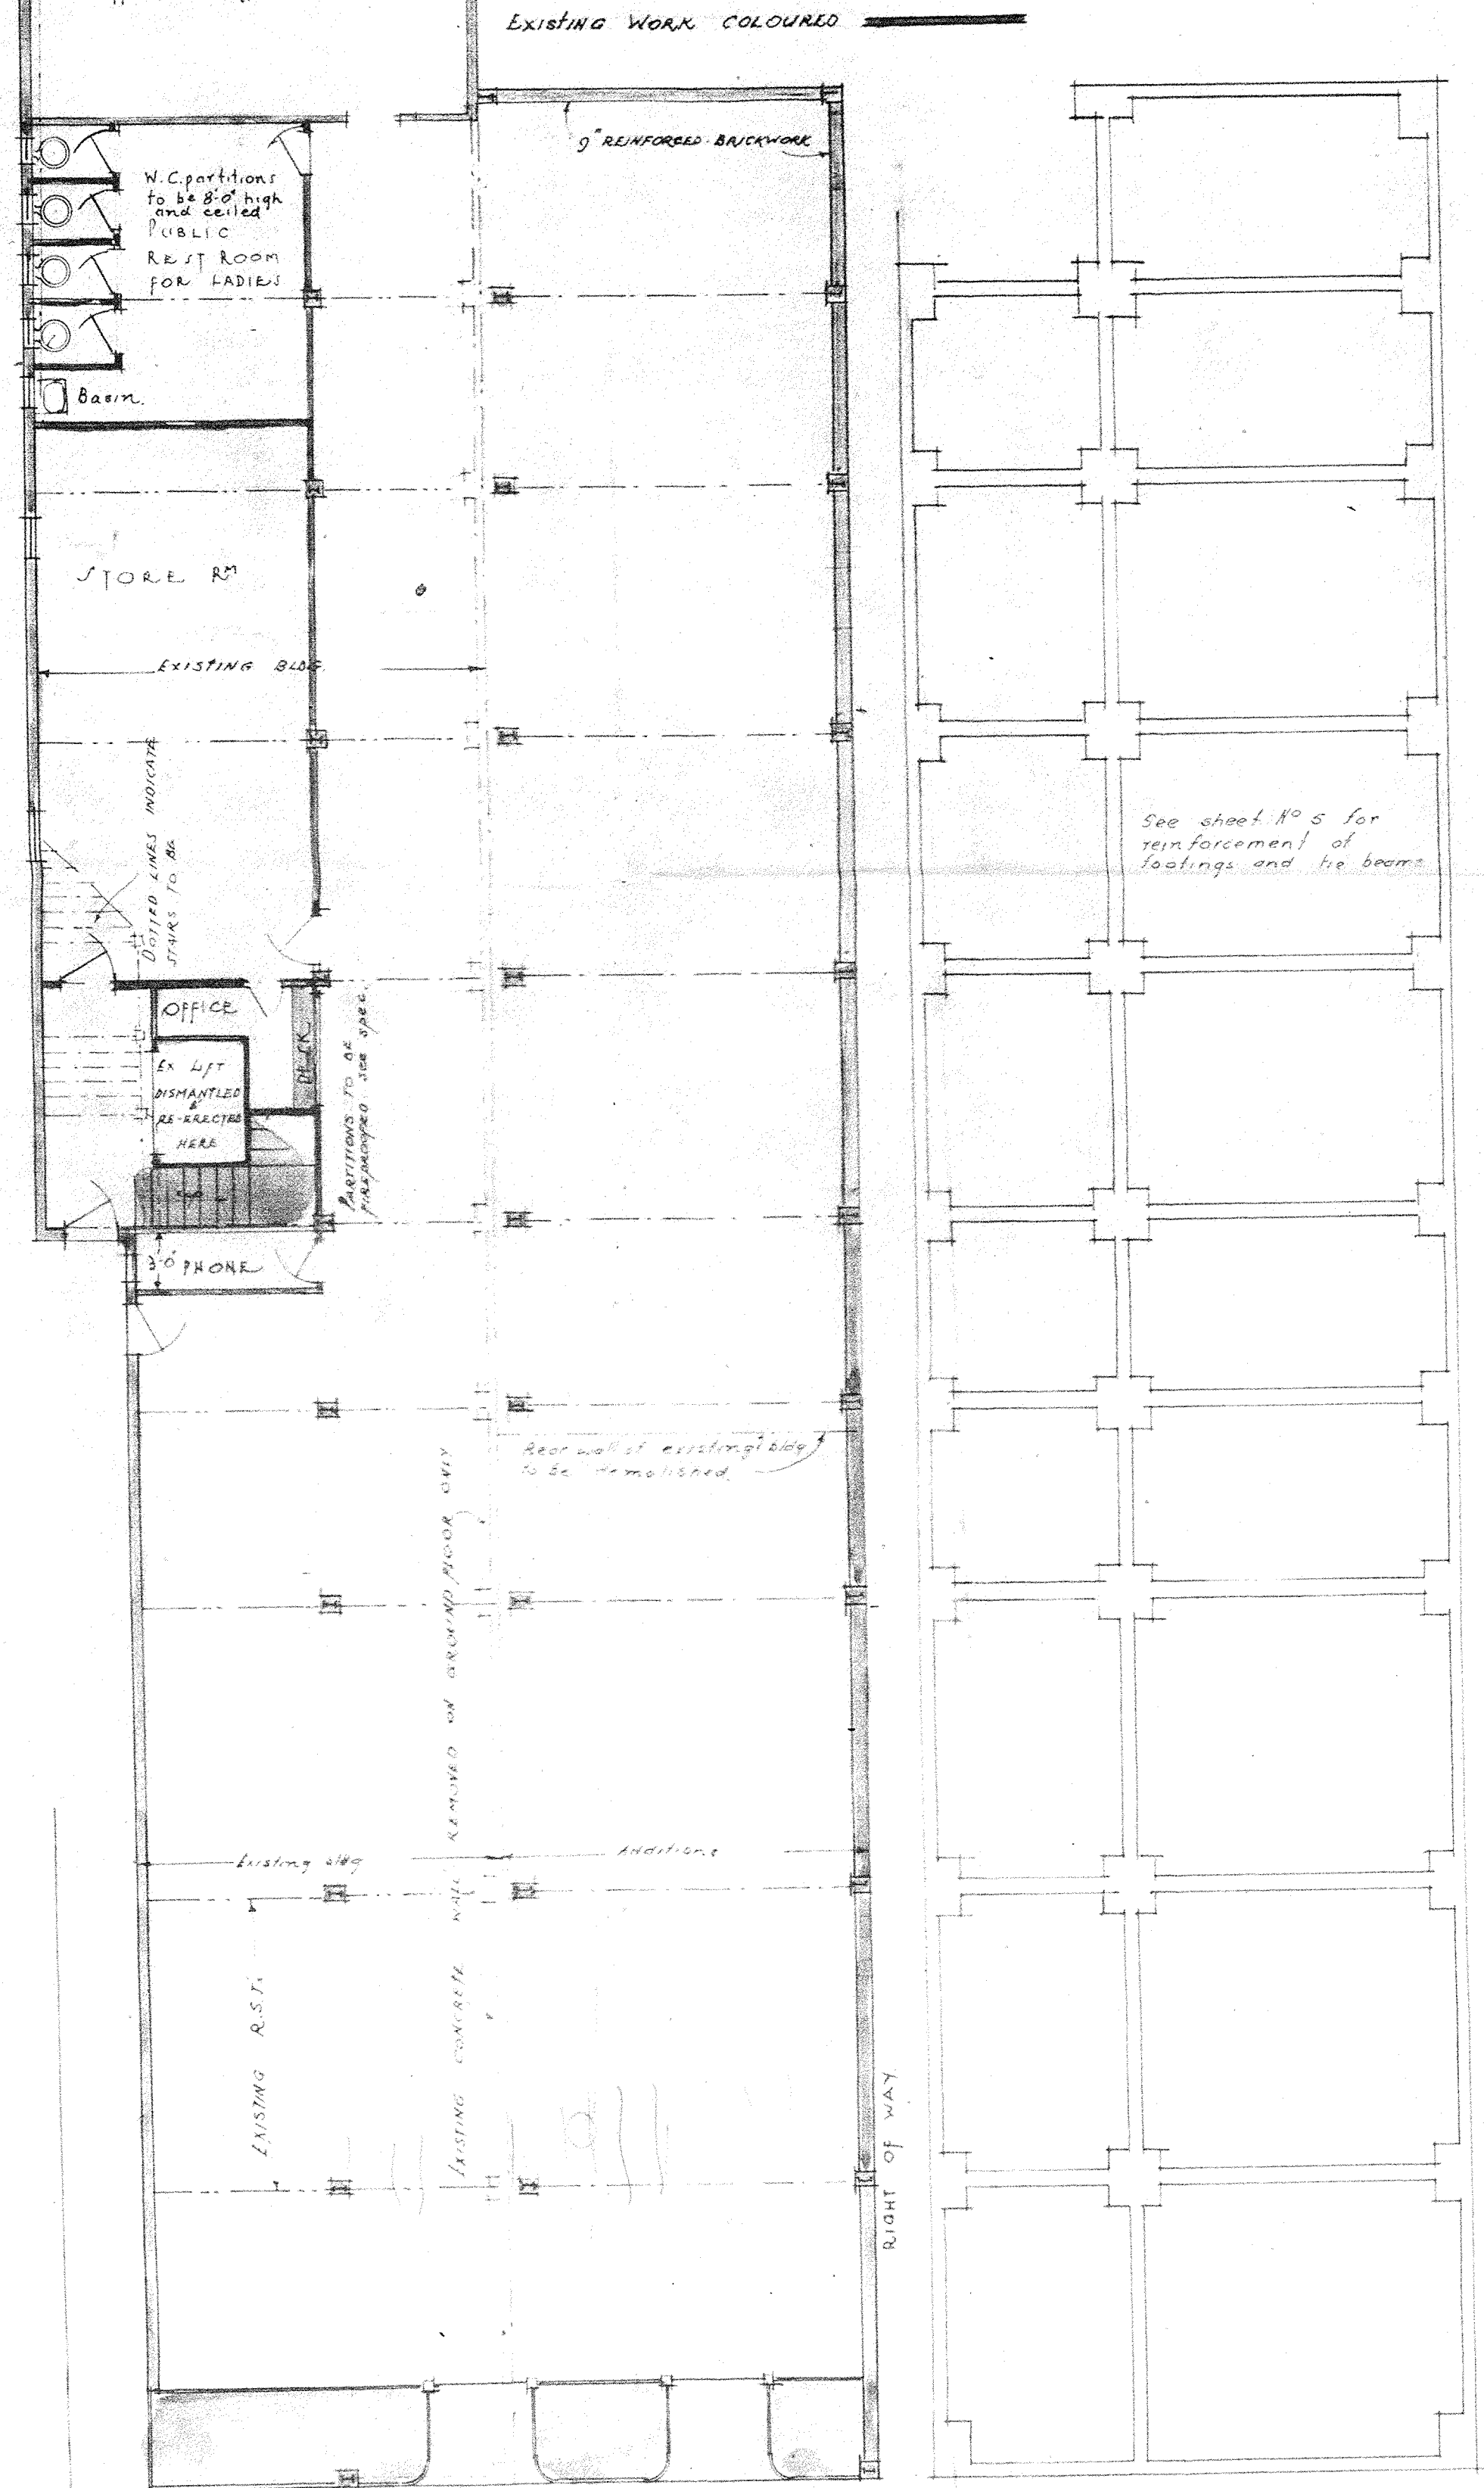 EXISTING WORK COLOURED
9" REINFORCED BRICKWORK
W.C. partitions
to be 8'-0" high
and ceiled
PUBLIC
REST ROOM
FOR LADIES
Basin.
STORE RM
EXISTING BLDG.
DOTTED LINES INDICATE
STAIRS TO BE
See sheet No 5 for
reinforcement of
footings and tie beams
OFFICE
DESK
EX LIFT
DISMANTLED
&
RE-ERECTED
HERE
PARTITIONS TO BE
FIREPROOFED SEE SPEC.
3'-0" PHONE
Rear wall of existing bldg
to be demolished.
EXISTING CONCRETE WALL REMOVED ON GROUND FLOOR ONLY
Existing bldg
Additions
EXISTING R.S.J.
RIGHT OF WAY